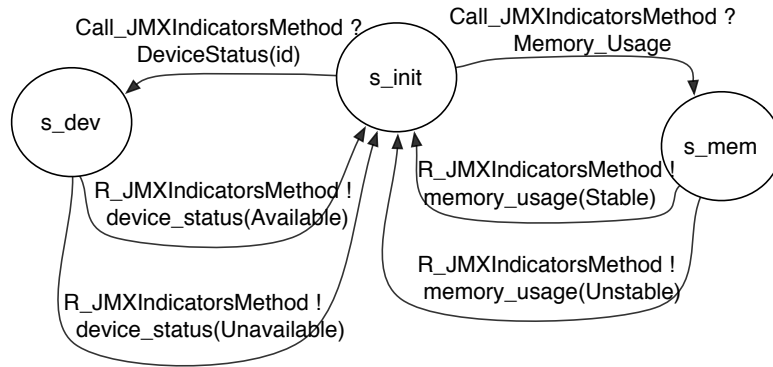 Call_JMXIndicatorsMethod ?
DeviceStatus(id)
Call_JMXIndicatorsMethod ?
Memory_Usage
s_init
s_dev
s_mem
R_JMXIndicatorsMethod !
device_status(Available)
R_JMXIndicatorsMethod !
memory_usage(Stable)
R_JMXIndicatorsMethod !
memory_usage(Unstable)
R_JMXIndicatorsMethod !
device_status(Unavailable)